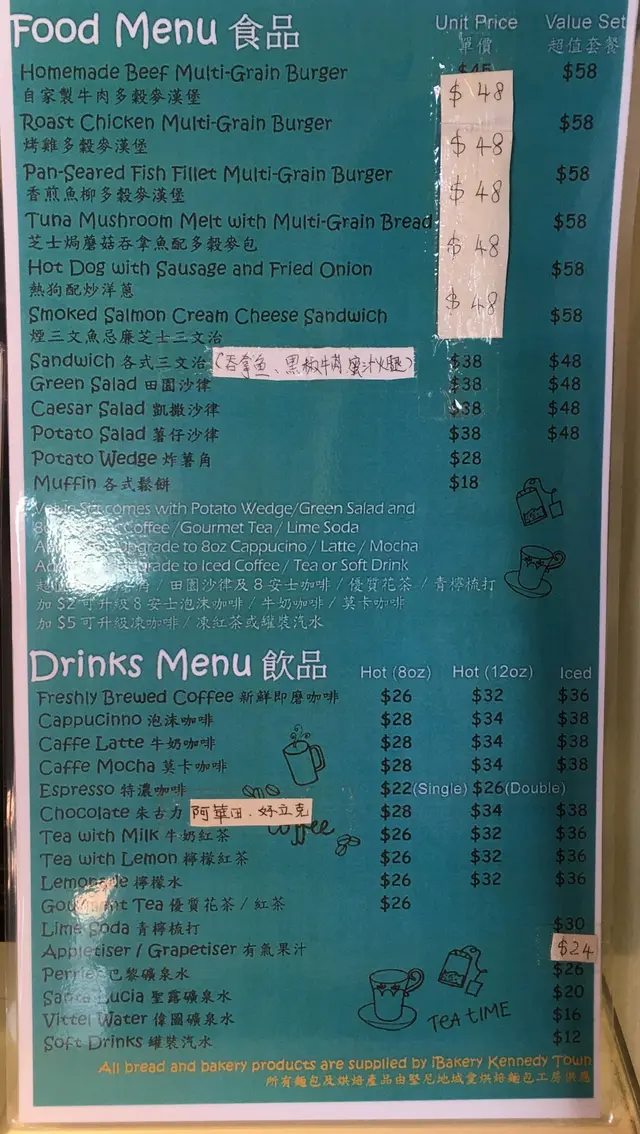 Food Menu 食品
Unit Price Value Set
單價 超值套餐
Homemade Beef Multi-Grain Burger $45 $58
自家製牛肉多穀麥漢堡 $48
Roast Chicken Multi-Grain Burger $58
烤雞多穀麥漢堡 $48
Pan-Seared Fish Fillet Multi-Grain Burger $58
香煎魚柳多穀麥漢堡 $48
Tuna Mushroom Melt with Multi-Grain Bread $58
芝士焗蘑菇吞拿魚配多穀麥包 $48
Hot Dog with Sausage and Fried Onion $58
熱狗配炒洋蔥
Smoked Salmon Cream Cheese Sandwich $48 $58
煙三文魚忌廉芝士三文治
Sandwich 各式三文治 (吞拿鱼、黑椒牛肉 蜜汁火腿) $38 $48
Green Salad 田園沙律 $38 $48
Caesar Salad 凱撒沙律 $38 $48
Potato Salad 薯仔沙律 $38 $48
Potato Wedge 炸薯角 $28
Muffin 各式鬆餅 $18
Value Set comes with Potato Wedge/Green Salad and
Coffee / Gourmet Tea / Lime Soda
upgrade to 8oz Cappucino / Latte / Mocha
upgrade to Iced Coffee / Tea or Soft Drink
角 / 田園沙律及 8 安士咖啡 / 優質花茶 / 青檸梳打
加 $2 可升級 8 安士泡沫咖啡 / 牛奶咖啡 / 莫卡咖啡
加 $5 可升級凍咖啡 / 凍紅茶或罐裝汽水
Drinks Menu 飲品 Hot (8oz) Hot (12oz) Iced
Freshly Brewed Coffee 新鮮即磨咖啡 $26 $32 $36
Cappucinno 泡沫咖啡 $28 $34 $38
Caffe Latte 牛奶咖啡 $28 $34 $38
Caffe Mocha 莫卡咖啡 $28 $34 $38
Espresso 特濃咖啡 $22(Single) $26(Double)
Chocolate 朱古力 阿華田.好立克 $28 $34 $38
coffee
Tea with Milk 牛奶紅茶 $26 $32 $36
Tea with Lemon 檸檬紅茶 $26 $32 $36
Lemonade 檸檬水 $26 $32 $36
Gourmant Tea 優質花茶 / 紅茶 $26
Lime Soda 青檸梳打 $30
Appletiser / Grapetiser 有氣果汁 $24
Perrier 巴黎礦泉水 $26
Santa Lucia 聖露礦泉水 $20
Vittel Water 偉圖礦泉水 $16
TEA TIME
Soft Drinks 罐裝汽水 $12
All bread and bakery products are supplied by iBakery Kennedy Town
所有麵包及烘焙產品由堅尼地城愛烘焙麵包工房供應